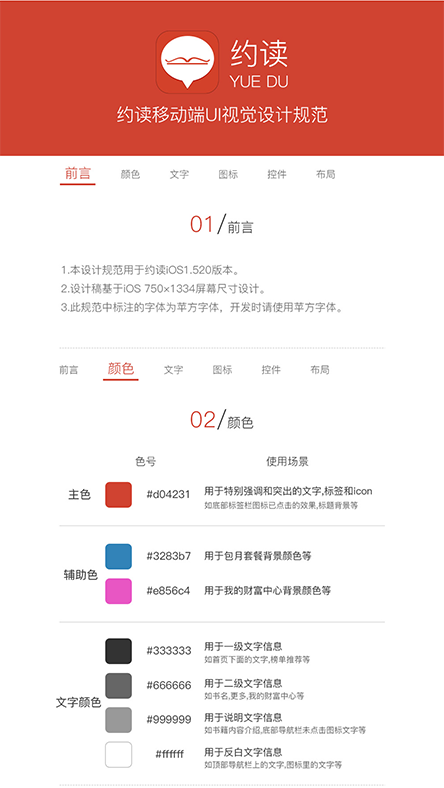 约读
YUE DU
约读移动端UI视觉设计规范
前言 颜色 文字 图标 控件 布局
01/前言
1.本设计规范用于约读iOS1.520版本。
2.设计稿基于iOS 750×1334屏幕尺寸设计。
3.此规范中标注的字体为苹方字体，开发时请使用苹方字体。
前言 颜色 文字 图标 控件 布局
02/颜色
色号 使用场景
主色 #d04231 用于特别强调和突出的文字,标签和icon
如底部标签栏图标已点击的效果,标题背景等
辅助色
#3283b7 用于包月套餐背景颜色等
#e856c4 用于我的财富中心背景颜色等
文字颜色
#333333 用于一级文字信息
如首页下面的文字,榜单推荐等
#666666 用于二级文字信息
如书名,更多,我的财富中心等
#999999 用于说明文字信息
如书籍内容介绍,底部导航栏未点击图标文字等
#ffffff 用于反白文字信息
如顶部导航栏上的文字,图标里的文字等